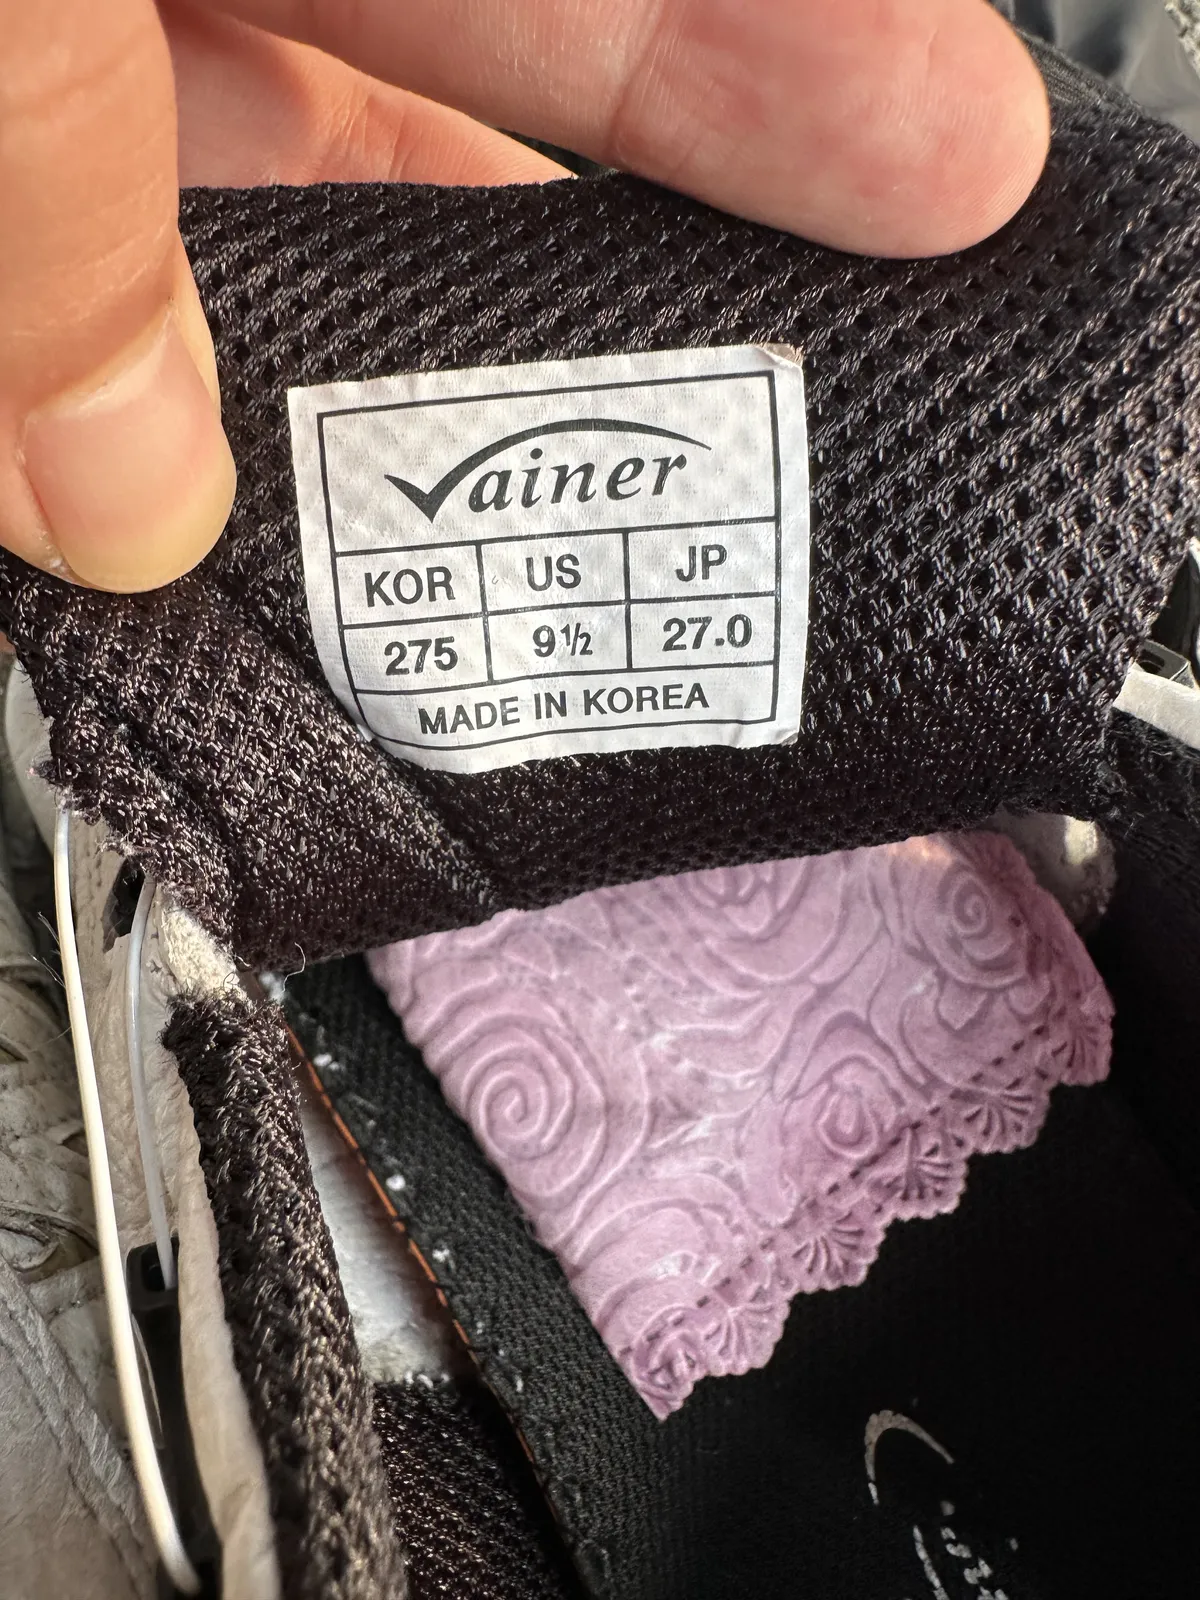 Vainer
KOR US JP
275 9½ 27.0
MADE IN KOREA